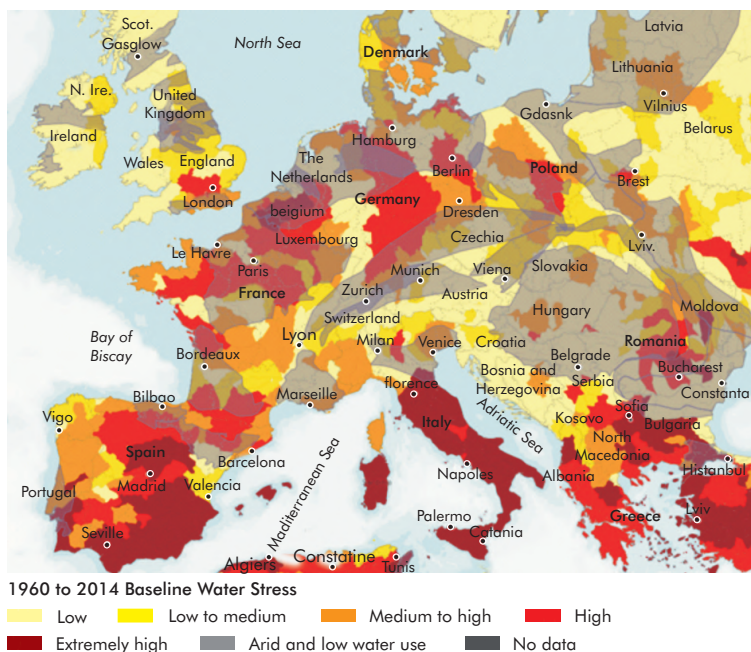 Scot.
Gasglow
North Sea
Denmark
Latvia
Lithuania
Vilnius
N. Ire.
United
Kingdom
Ireland
Gdasnk
Belarus
Hamburg
Wales
England
The
Netherlands
Berlin
Poland
Brest
London
beigium
Germany
Dresden
Luxembourg
Czechia
Lviv.
Le Havre
Paris
Munich
Viena
Slovakia
France
Zurich
Austria
Switzerland
Hungary
Moldova
Bay of
Biscay
Lyon
Milan
Venice
Croatia
Romania
Bordeaux
Belgrade
Bucharest
Bosnia and
Herzegovina
Serbia
Constanta
Bilbao
Marseille
florence
Adriatic Sea
Vigo
Kosovo
Sofia
Italy
Bulgaria
Spain
North
Macedonia
Barcelona
Mediterranean Sea
Napoles
Albania
Histanbul
Madrid
Valencia
Portugal
Palermo
Greece
Lviv
Seville
Catania
Algiers
Constatine
Tunis
1960 to 2014 Baseline Water Stress
Low
Low to medium
Medium to high
High
Extremely high
Arid and low water use
No data